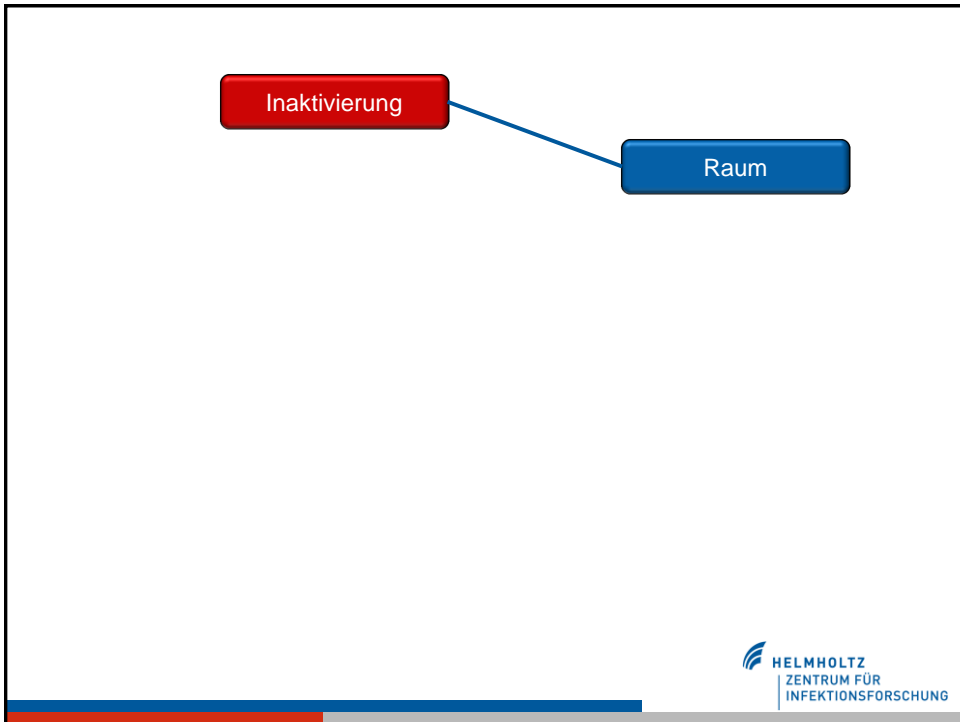 Inaktivierung
Raum
HELMHOLTZ
ZENTRUM FÜR
INFEKTIONSFORSCHUNG